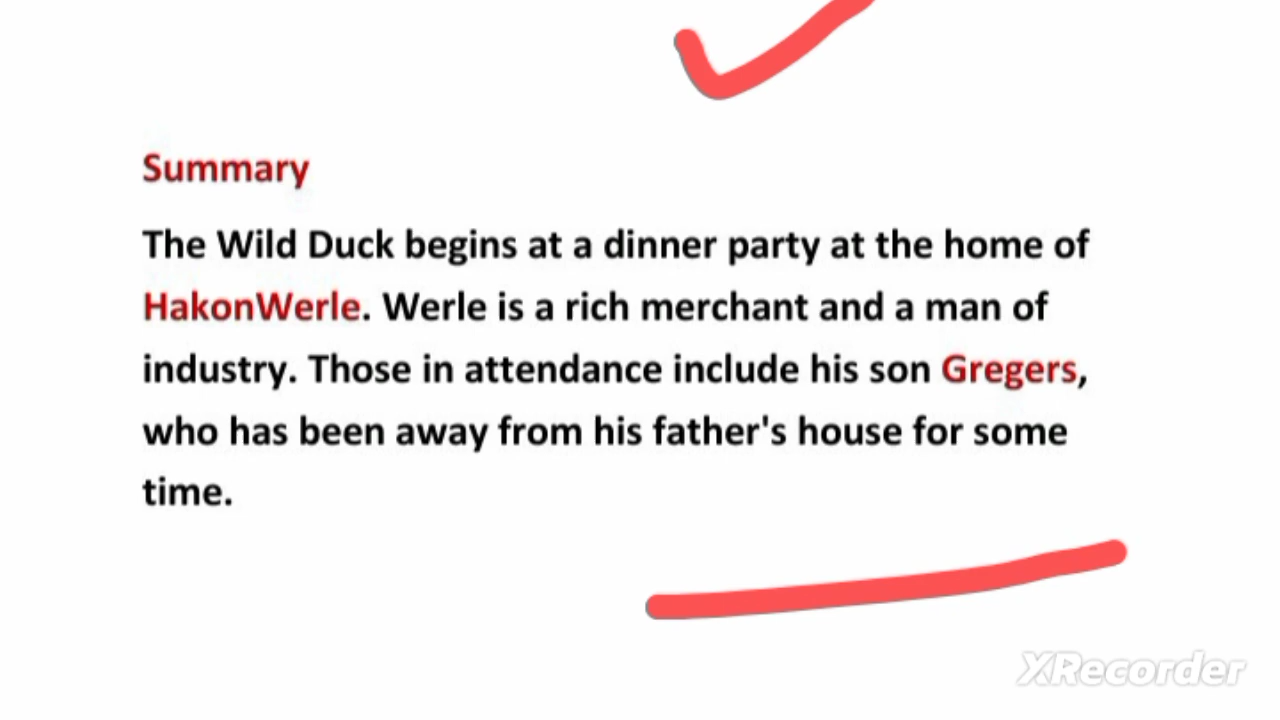 Summary
The Wild Duck begins at a dinner party at the home of
HakonWerle. Werle is a rich merchant and a man of
industry. Those in attendance include his son Gregers,
who has been away from his father's house for some
time.
XRecorder